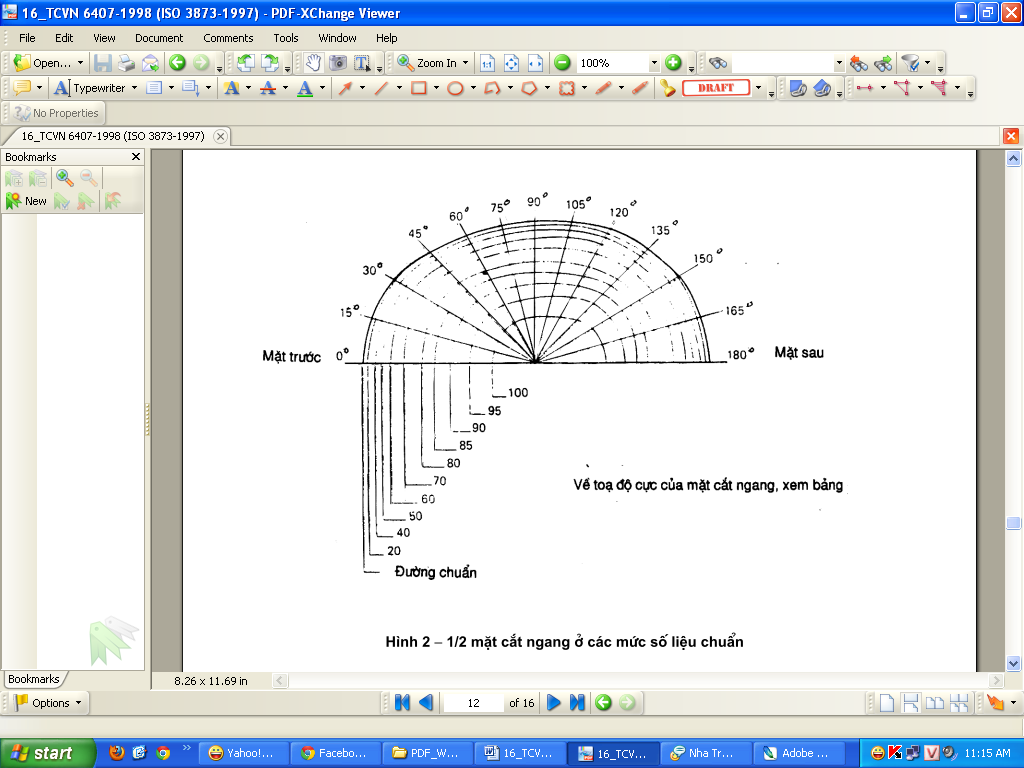 16_TCVN 6407-1998 (ISO 3873-1997) - PDF-XChange Viewer
File Edit View Document Comments Tools Window Help
Open... Zoom In 100%
Typewriter DRAFT
No Properties
16_TCVN 6407-1998 (ISO 3873-1997)
Bookmarks
New
90°
75° 105°
60° 120°
45° 135°
30° 150°
15° 165°
Mặt trước 0° 180° Mặt sau
100
95
90
85
80
70
Về toạ độ cực của mặt cắt ngang, xem bảng
60
50
40
20
Đường chuẩn
Hình 2 – 1/2 mặt cắt ngang ở các mức số liệu chuẩn
Bookmarks
8.26 x 11.69 in
Options 12 of 16
start Yahoo!... Facebo... PDF_W... 16_TCV... 16_TCV... Nha Tr... Adobe ... 11:15 AM